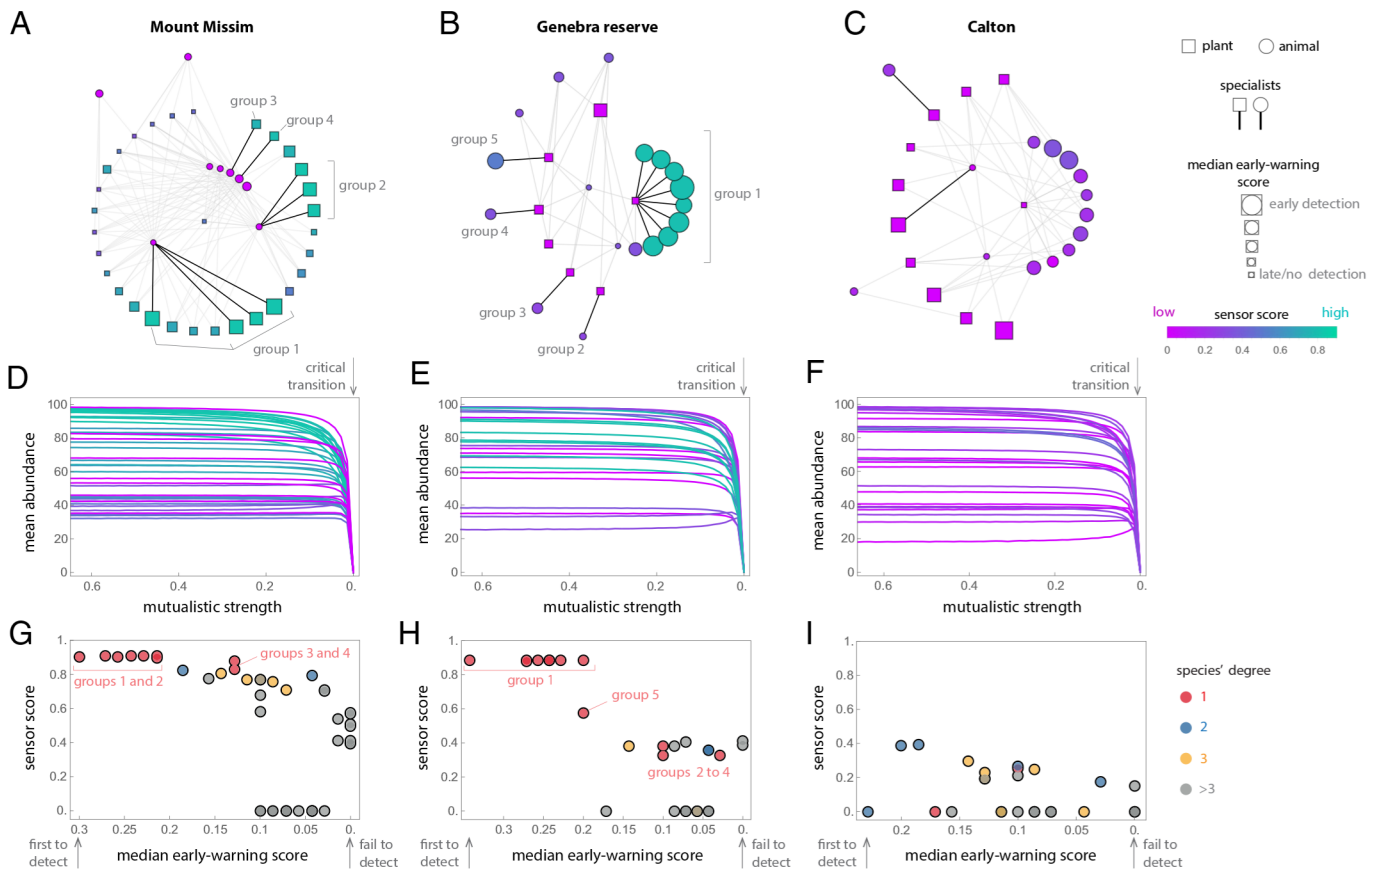 A
Mount Missim
group 3
group 4
group 2
group 1
B
Genebra reserve
group 5
group 4
group 3
group 2
group 1
C
Calton
plant
animal
specialists
median early-warning
score
early detection
late/no detection
low
sensor score
high
0
0.2
0.4
0.6
0.8
D
critical
transition
mean abundance
100
80
60
40
20
0
0.6
0.4
0.2
0.
mutualistic strength
E
critical
transition
mean abundance
100
80
60
40
20
0
0.6
0.4
0.2
0.
mutualistic strength
F
critical
transition
mean abundance
100
80
60
40
20
0
0.6
0.4
0.2
0.
mutualistic strength
G
sensor score
1.
0.8
0.6
0.4
0.2
0.
groups 1 and 2
groups 3 and 4
0.3
0.25
0.2
0.15
0.1
0.05
0.
first to
detect
median early-warning score
fail to
detect
H
sensor score
1.
0.8
0.6
0.4
0.2
0.
group 1
group 5
groups 2 to 4
0.3
0.25
0.2
0.15
0.1
0.05
0.
first to
detect
median early-warning score
fail to
detect
I
sensor score
1.
0.8
0.6
0.4
0.2
0.
0.2
0.15
0.1
0.05
0.
first to
detect
median early-warning score
fail to
detect
species' degree
1
2
3
>3